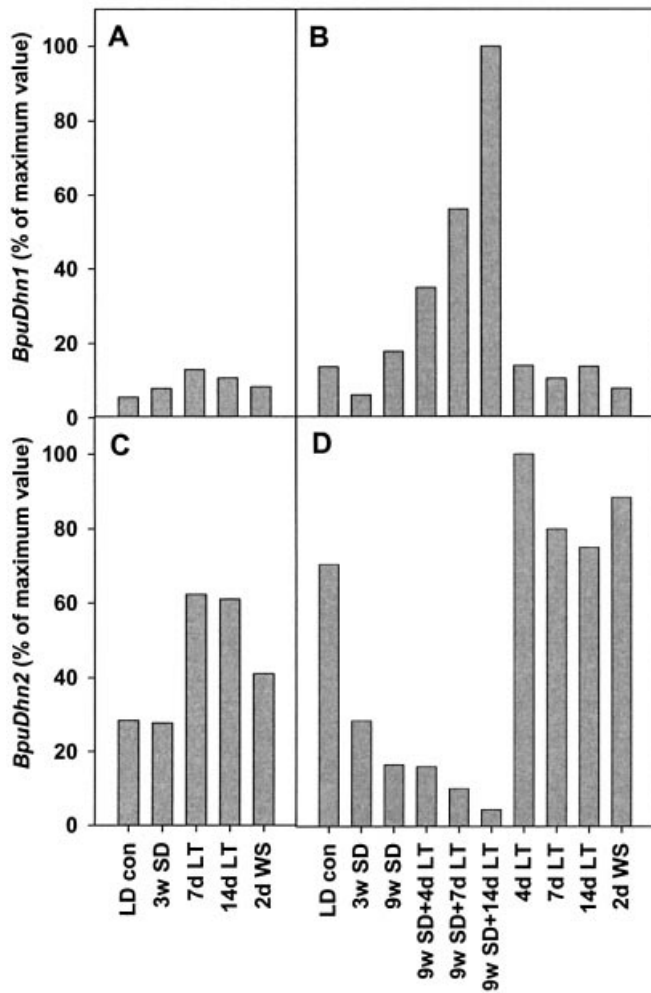 A
B
BpuDhn1 (% of maximum value)
100
80
60
40
20
0
C
D
BpuDhn2 (% of maximum value)
100
80
60
40
20
0
LD con
3w SD
7d LT
14d LT
2d WS
LD con
3w SD
9w SD
9w SD+4d LT
9w SD+7d LT
9w SD+14d LT
4d LT
7d LT
14d LT
2d WS